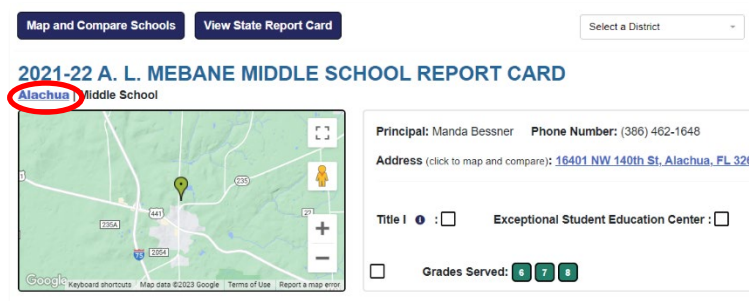 Map and Compare Schools
View State Report Card
Select a District
2021-22 A. L. MEBANE MIDDLE SCHOOL REPORT CARD
Alachua | Middle School
Principal: Manda Bessner Phone Number: (386) 462-1648
Address (click to map and compare): 16401 NW 140th St, Alachua, FL 326
Title I : Exceptional Student Education Center :
Grades Served: 6 7 8
235
441
235A
75
2054
+
−
Google
Keyboard shortcuts Map data ©2023 Google Terms of Use Report a map error